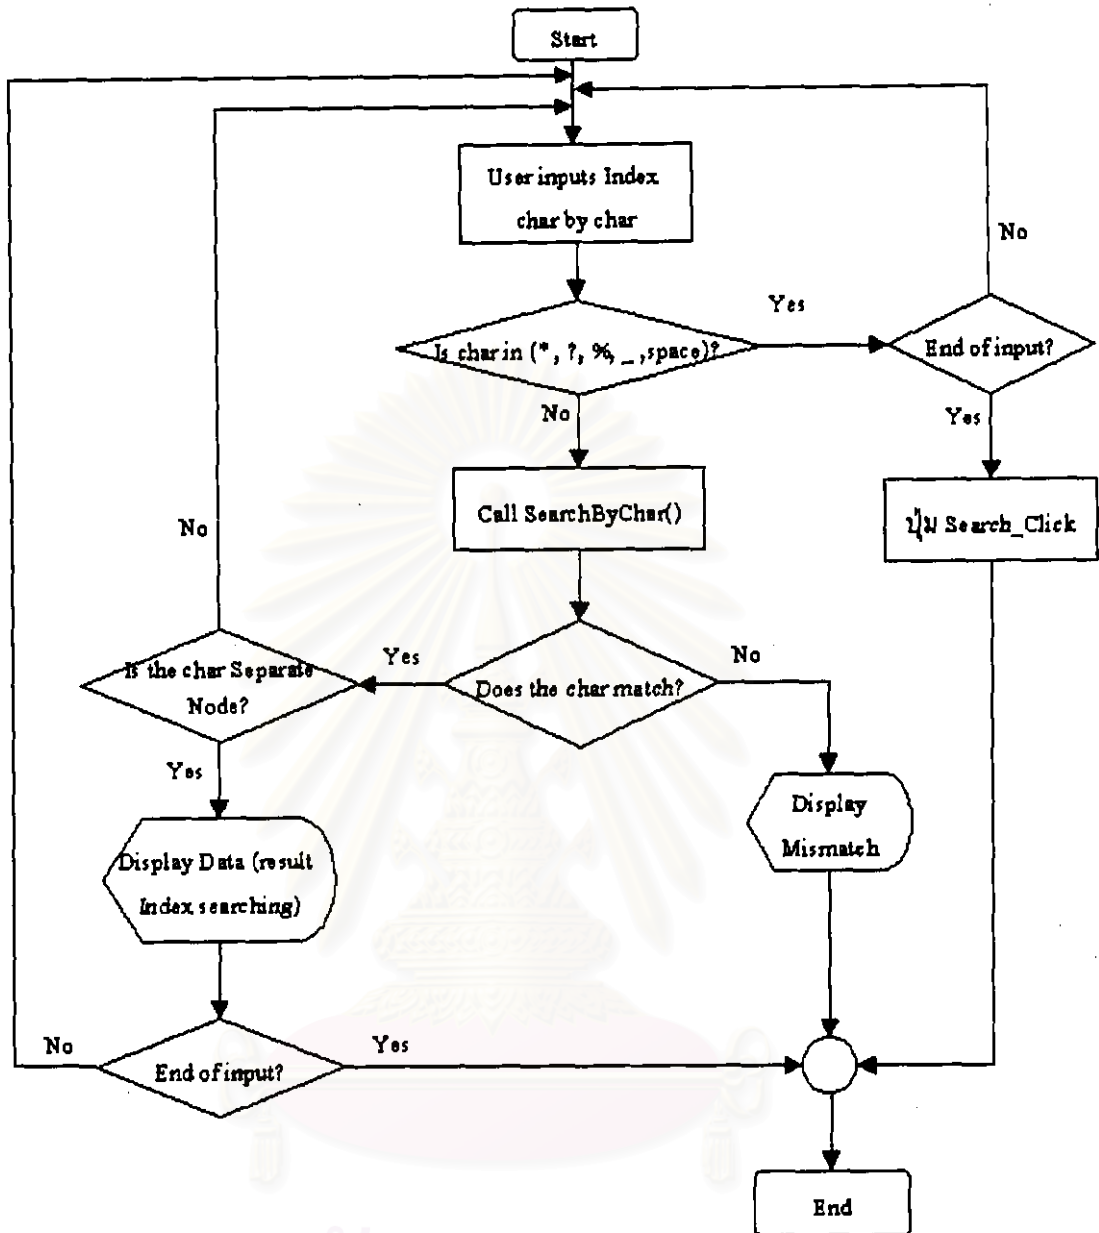 Start
User inputs Index
char by char
No
Yes
Is char in (*, ?, %, _ ,space)?
End of input?
No
Yes
Call SearchByChar()
ปุ่ม Search_Click
No
Is the char Separate
Node?
Yes
Does the char match?
No
Yes
Display
Mismatch
Display Data (result
Index searching)
No
End of input?
Yes
End